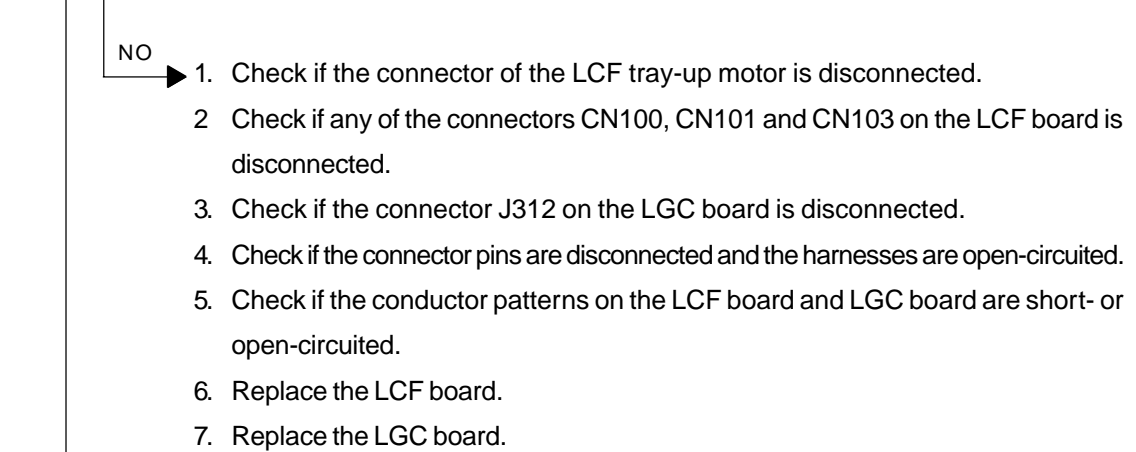 NO
1. Check if the connector of the LCF tray-up motor is disconnected.
2 Check if any of the connectors CN100, CN101 and CN103 on the LCF board is
disconnected.
3. Check if the connector J312 on the LGC board is disconnected.
4. Check if the connector pins are disconnected and the harnesses are open-circuited.
5. Check if the conductor patterns on the LCF board and LGC board are short- or
open-circuited.
6. Replace the LCF board.
7. Replace the LGC board.